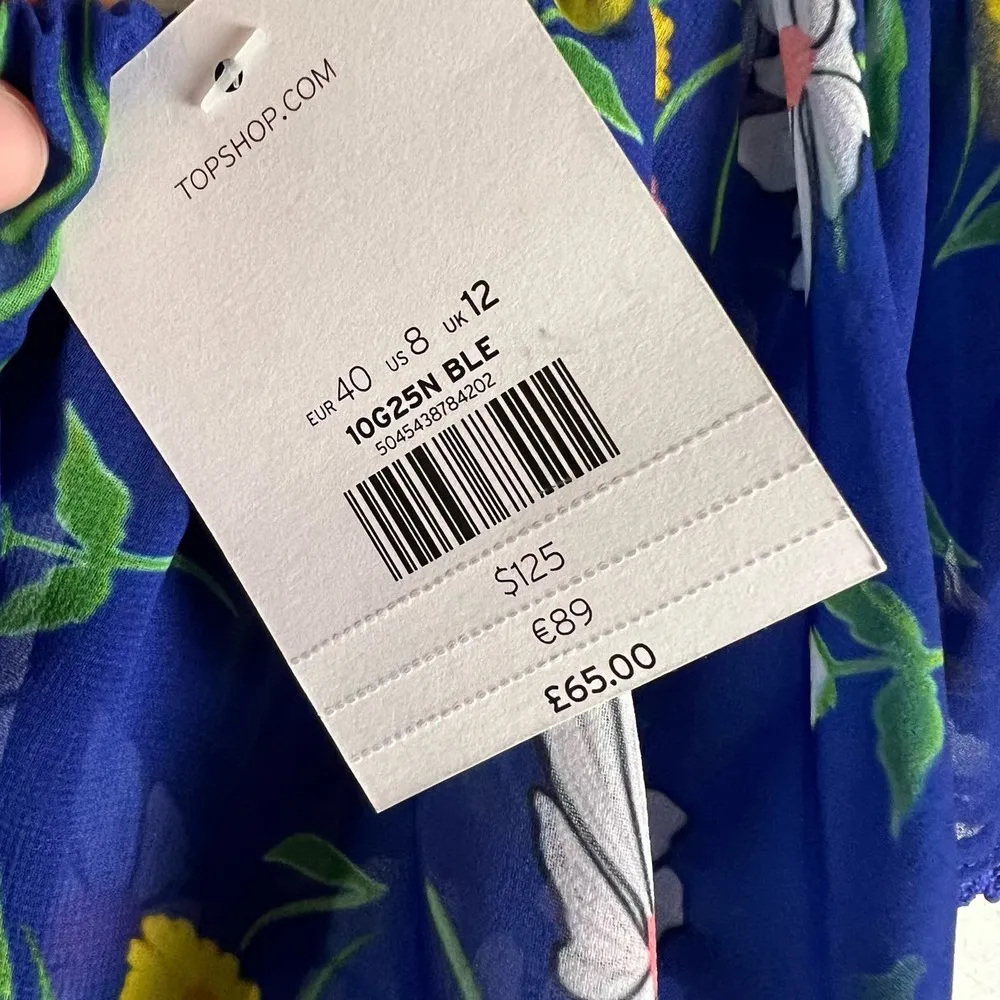 TOPSHOP.COM
EUR 40 US 8 UK 12
10G25N BLE
5045438784202
$125
€89
£65.00